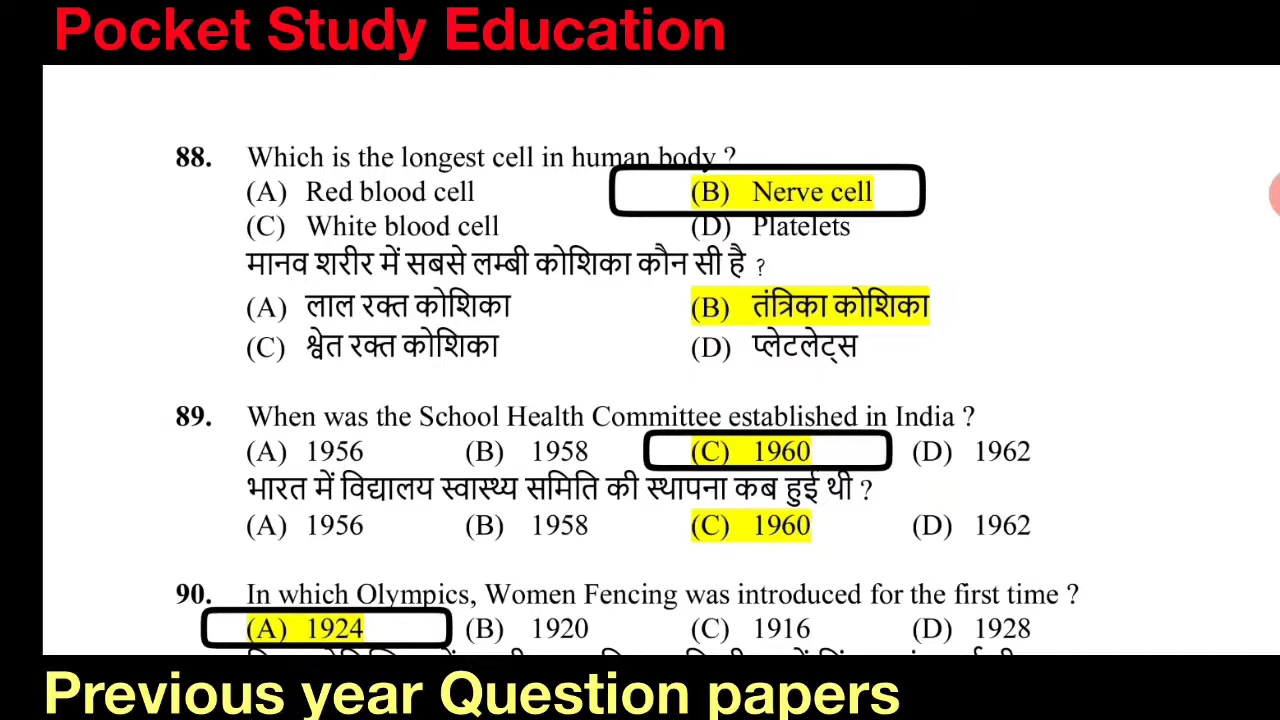 Pocket Study Education
88. Which is the longest cell in human body ?
(A) Red blood cell (B) Nerve cell
(C) White blood cell (D) Platelets
मानव शरीर में सबसे लम्बी कोशिका कौन सी है ?
(A) लाल रक्त कोशिका (B) तंत्रिका कोशिका
(C) श्वेत रक्त कोशिका (D) प्लेटलेट्स
89. When was the School Health Committee established in India ?
(A) 1956 (B) 1958 (C) 1960 (D) 1962
भारत में विद्यालय स्वास्थ्य समिति की स्थापना कब हुई थी ?
(A) 1956 (B) 1958 (C) 1960 (D) 1962
90. In which Olympics, Women Fencing was introduced for the first time ?
(A) 1924 (B) 1920 (C) 1916 (D) 1928
Previous year Question papers